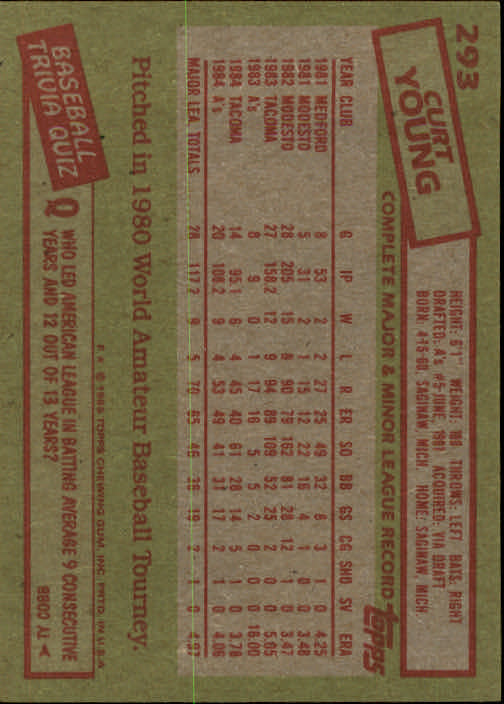 293
CURT YOUNG
HEIGHT: 6'1" WEIGHT: 180 THROWS: LEFT BATS: RIGHT
DRAFTED: A's #5-JUNE, 1981 ACQUIRED: VIA DRAFT
BORN: 4-15-60, SAGINAW, MICH. HOME: SAGINAW, MICH.
COMPLETE MAJOR & MINOR LEAGUE RECORD Topps
YEAR CLUB G IP W L R ER SO BB GS CG SHO SV ERA
1981 MEDFORD 8 53 2 2 27 25 49 32 8 3 1 0 4.25
1981 MODESTO 5 31 2 1 15 12 22 16 4 1 0 0 3.48
1982 MODESTO 28 205 15 8 90 79 162 81 28 12 1 0 3.47
1983 TACOMA 27 158.2 12 9 94 89 109 52 25 2 0 0 5.05
1983 A's 8 9 0 1 17 16 5 5 2 0 0 0 16.00
1984 TACOMA 14 95.1 6 4 45 40 61 28 14 5 1 0 3.78
1984 A's 20 108.2 9 4 53 49 41 31 17 2 1 0 4.06
MAJOR LEA. TOTALS 28 117.2 9 5 70 65 46 36 19 2 1 0 4.97
Pitched in 1980 World Amateur Baseball Tourney.
© 1985 TOPPS CHEWING GUM, INC. PRTD. IN U.S.A.
BASEBALL TRIVIA QUIZ
Q WHO LED AMERICAN LEAGUE IN BATTING AVERAGE 9 CONSECUTIVE
YEARS AND 12 OUT OF 13 YEARS?